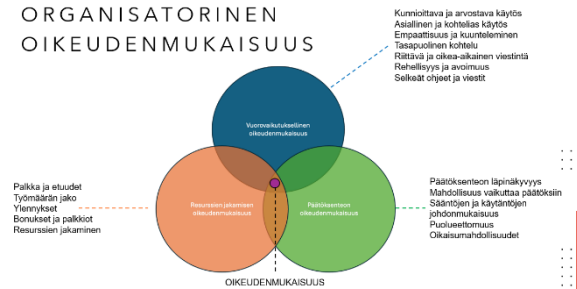 ORGANISATORINEN
OIKEUDENMUKAISUUS
Kunnioittava ja arvostava käytös
Asiallinen ja kohtelias käytös
Empaattisuus ja kuunteleminen
Tasapuolinen kohtelu
Riittävä ja oikea-aikainen viestintä
Rehellisyys ja avoimuus
Selkeät ohjeet ja viestit
Vuorovaikutuksellinen
oikeudenmukaisuus
Palkka ja etuudet
Työmäärän jako
Ylennykset
Bonukset ja palkkiot
Resurssien jakaminen
Resurssien jakamisen
oikeudenmukaisuus
Päätöksenteon
oikeudenmukaisuus
Päätöksenteon läpinäkyvyys
Mahdollisuus vaikuttaa päätöksiin
Sääntöjen ja käytäntöjen
johdonmukaisuus
Puolueettomuus
Oikaisumahdollisuudet
OIKEUDENMUKAISUUS